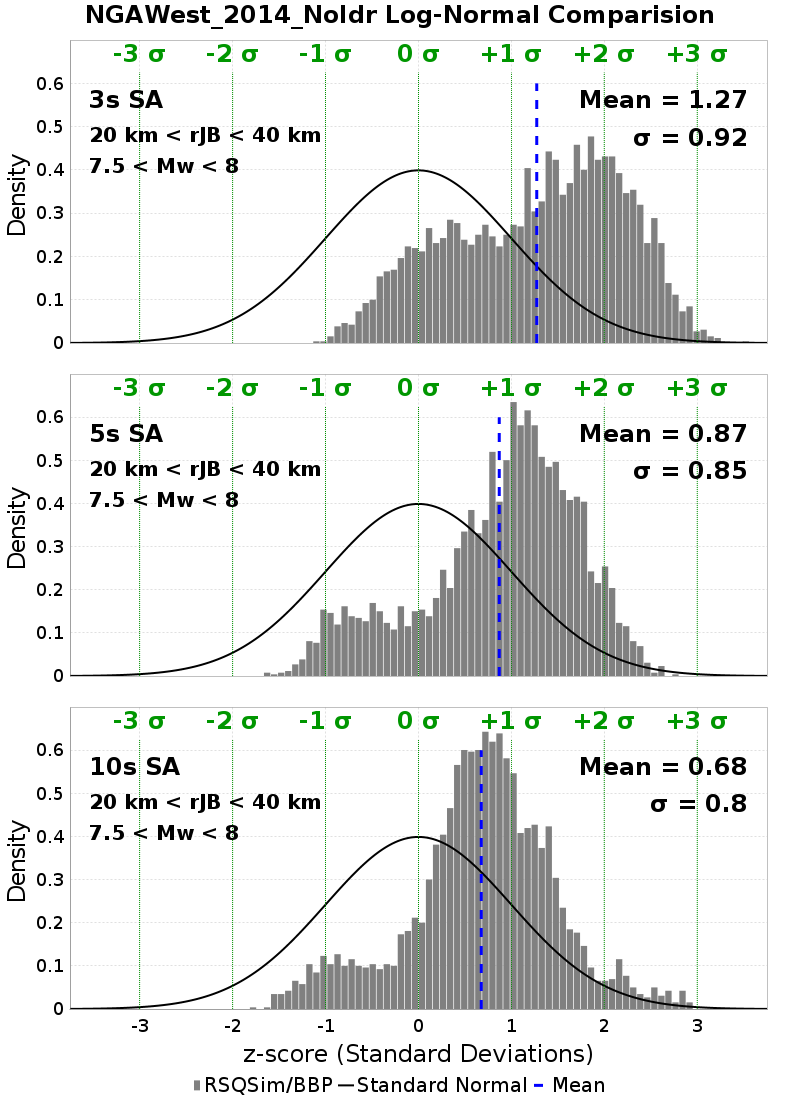 NGAWest_2014_NoIdr Log-Normal Comparision
-3 σ -2 σ -1 σ 0 σ +1 σ +2 σ +3 σ
3s SA
Mean = 1.27
20 km < rJB < 40 km
σ = 0.92
7.5 < Mw < 8
Density
0.6
0.5
0.4
0.3
0.2
0.1
0
-3 σ -2 σ -1 σ 0 σ +1 σ +2 σ +3 σ
5s SA
Mean = 0.87
20 km < rJB < 40 km
σ = 0.85
7.5 < Mw < 8
Density
0.6
0.5
0.4
0.3
0.2
0.1
0
-3 σ -2 σ -1 σ 0 σ +1 σ +2 σ +3 σ
10s SA
Mean = 0.68
20 km < rJB < 40 km
σ = 0.8
7.5 < Mw < 8
Density
0.6
0.5
0.4
0.3
0.2
0.1
0
-3 -2 -1 0 1 2 3
z-score (Standard Deviations)
RSQSim/BBP Standard Normal Mean